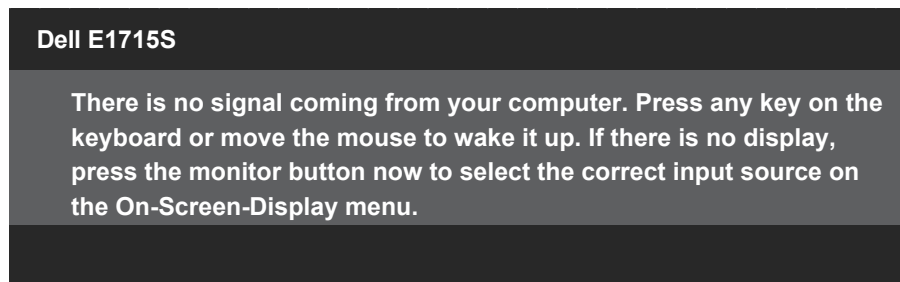 Dell E1715S
There is no signal coming from your computer. Press any key on the
keyboard or move the mouse to wake it up. If there is no display,
press the monitor button now to select the correct input source on
the On-Screen-Display menu.